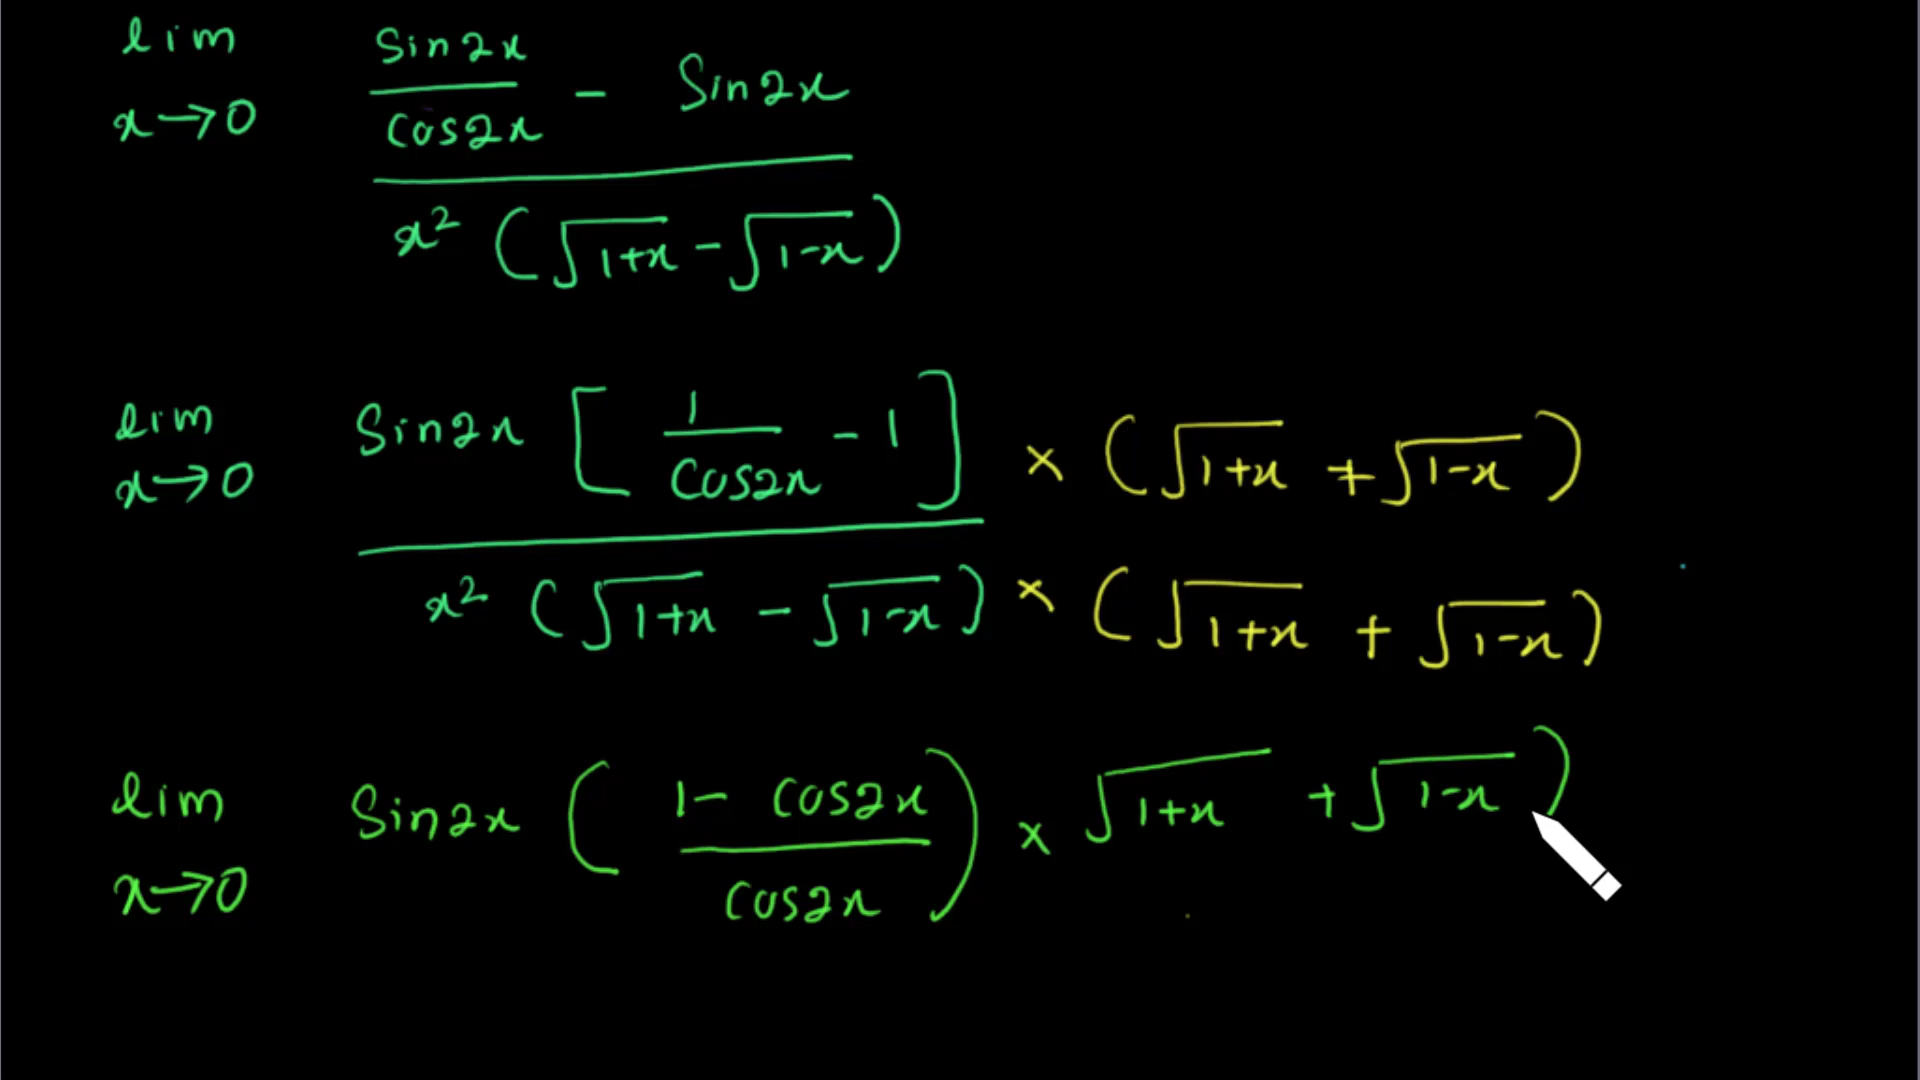 lim x→0 (sin2x/cos2x - sin2x) / (x² (√(1+x) - √(1-x)))
lim x→0 (sin2x [1/cos2x - 1] × (√(1+x) + √(1-x))) / (x² (√(1+x) - √(1-x)) × (√(1+x) + √(1-x)))
lim x→0 sin2x ((1 - cos2x)/cos2x) × √(1+x) + √(1-x))